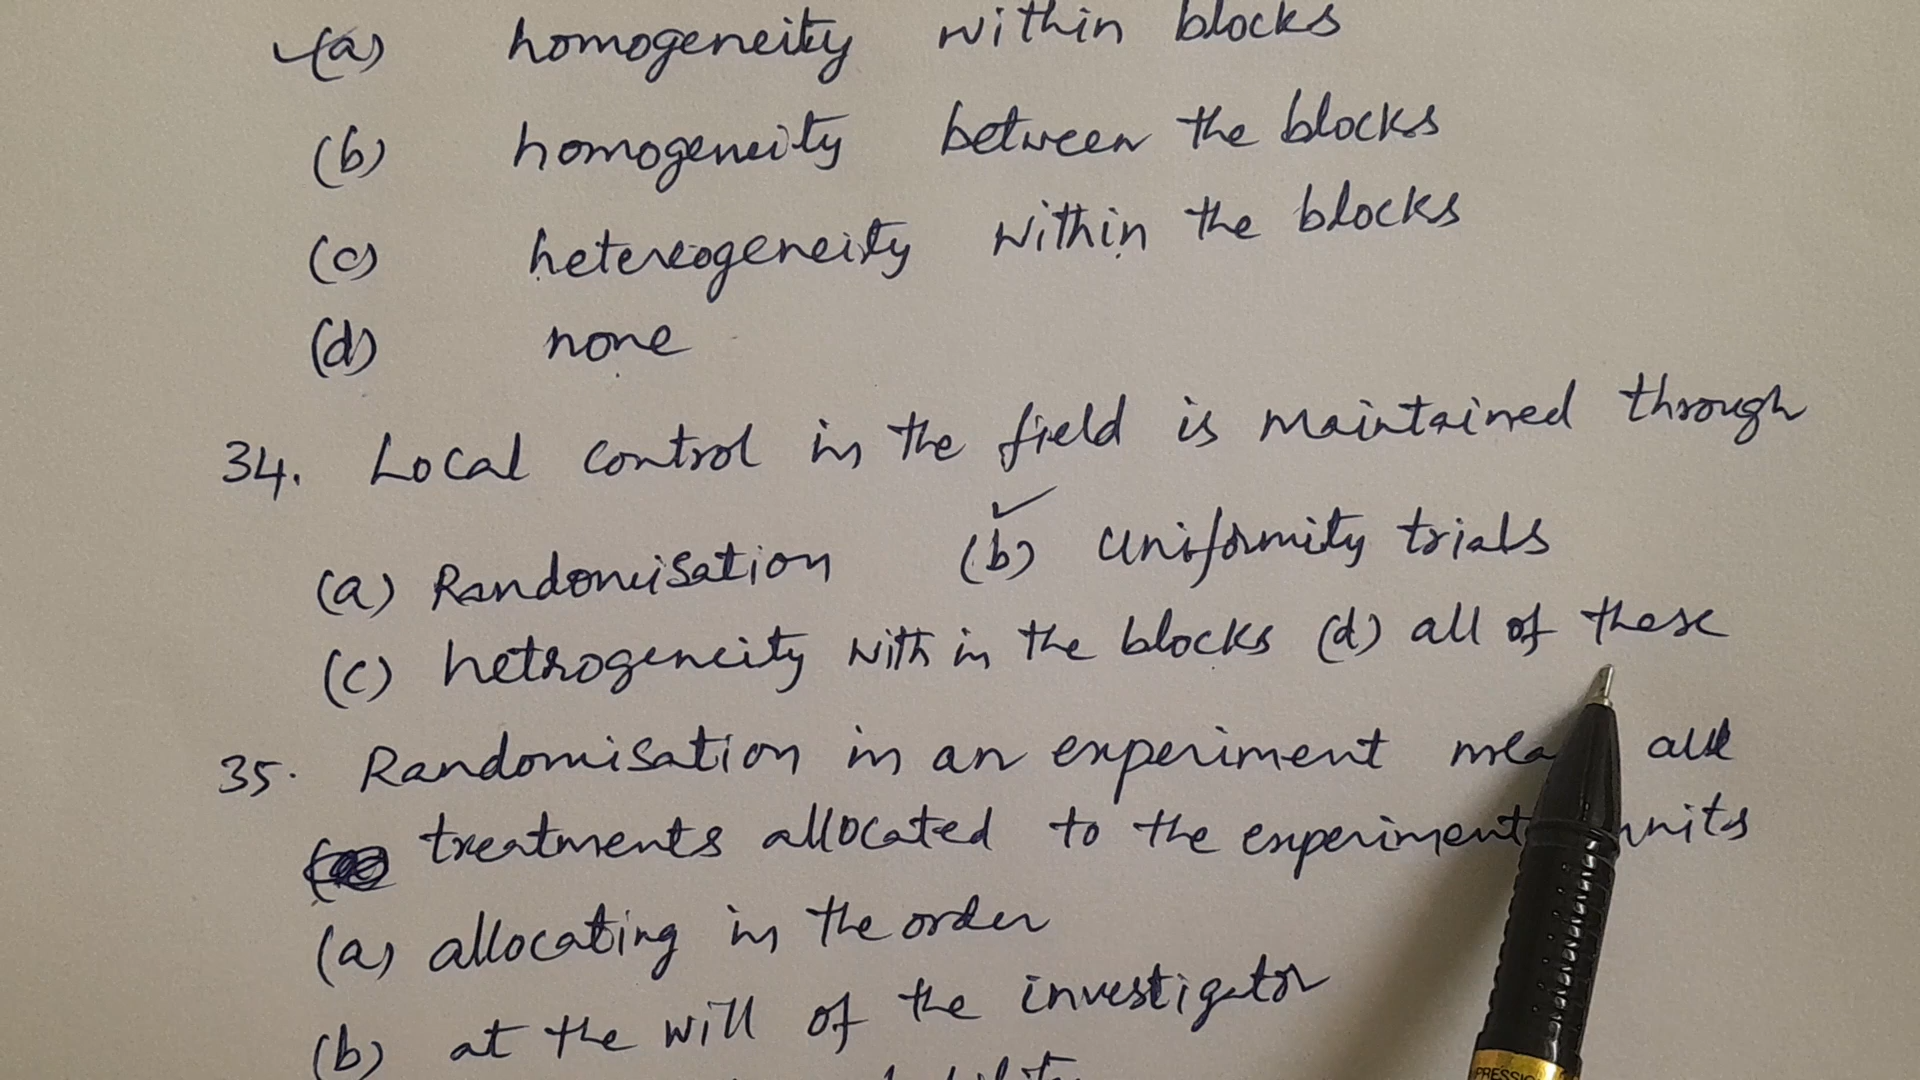 (a) homogeneity within blocks
(b) homogeneity between the blocks
(c) hetereogeneity within the blocks
(d) none
34. Local control in the field is maintained through
(a) Randomisation (b) Uniformity trials
(c) hetrogeneity with in the blocks (d) all of these
35. Randomisation in an experiment all
treatments allocated to the experiment units
(a) allocating in the order
(b) at the will of the investigator
PRESSIO